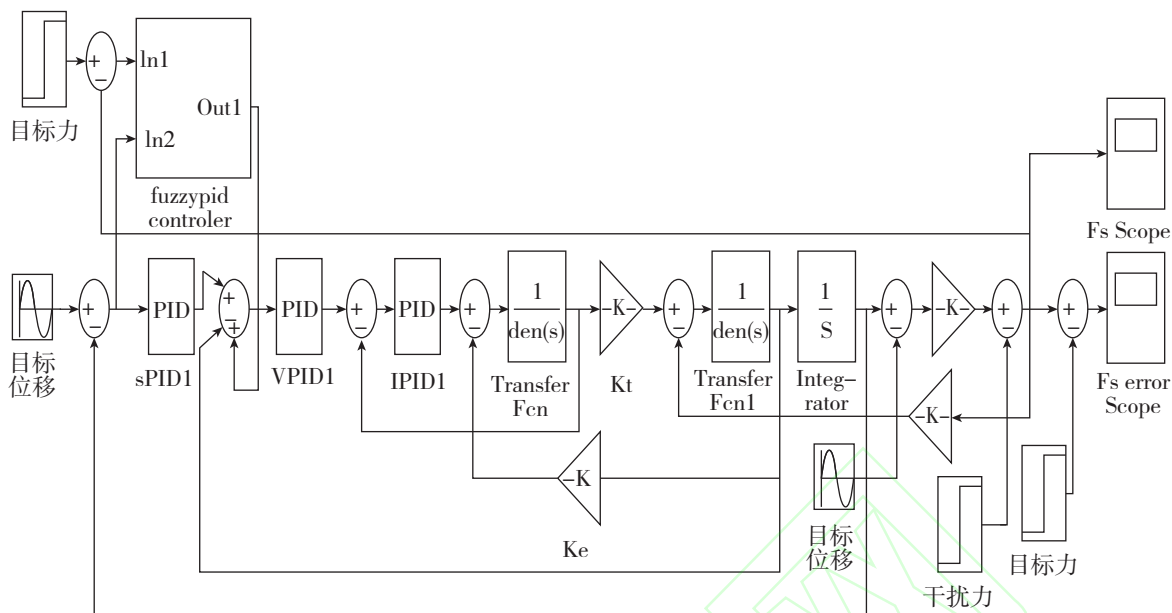 目标力
ln1
Out1
ln2
fuzzypid
controler
Fs Scope
目标
位移
PID
sPID1
PID
VPID1
PID
IPID1
1
den(s)
Transfer
Fcn
-K-
Kt
1
den(s)
Transfer
Fcn1
1
S
Integ-
rator
-K-
-K-
Fs error
Scope
-K
Ke
目标
位移
干扰力
目标力